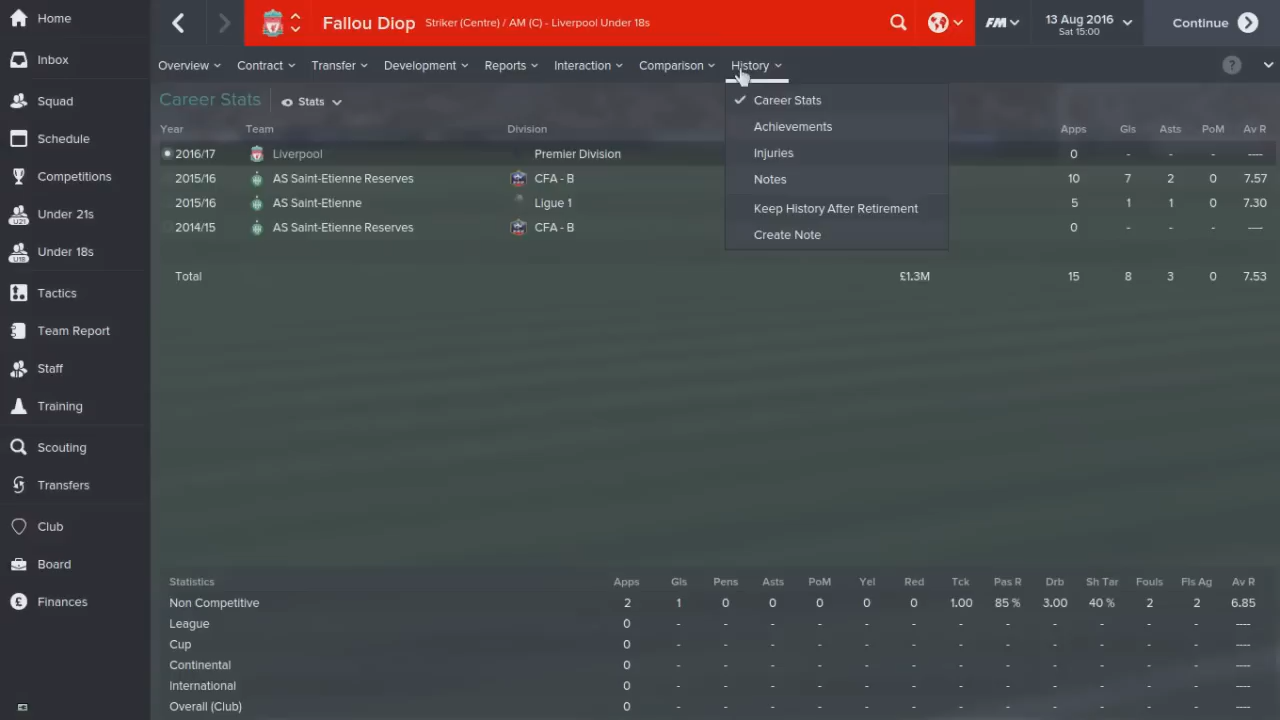 Home
Fallou Diop
Striker (Centre) / AM (C) - Liverpool Under 18s
FM
13 Aug 2016
Sat 15:00
Continue
Inbox
Overview Contract Transfer Development Reports Interaction Comparison History
?
Squad
Career Stats
Stats
Career Stats
Achievements
Injuries
Notes
Keep History After Retirement
Create Note
Year Team Division Apps Gls Asts PoM Av R
Schedule
2016/17 Liverpool Premier Division 0 - - - ----
Competitions
2015/16 AS Saint-Etienne Reserves CFA - B 10 7 2 0 7.57
2015/16 AS Saint-Etienne Ligue 1 5 1 1 0 7.30
U21 Under 21s
2014/15 AS Saint-Etienne Reserves CFA - B 0 - - - ----
U18 Under 18s
Total £1.3M 15 8 3 0 7.53
Tactics
Team Report
Staff
Training
Scouting
Transfers
Club
Board
£ Finances
Statistics Apps Gls Pens Asts PoM Yel Red Tck Pas R Drb Sh Tar Fouls Fls Ag Av R
Non Competitive 2 1 0 0 0 0 0 1.00 85 % 3.00 40 % 2 2 6.85
League 0 - - - - - - - - - - - - ----
Cup 0 - - - - - - - - - - - - ----
Continental 0 - - - - - - - - - - - - ----
International 0 - - - - - - - - - - - - ----
Overall (Club) 0 - - - - - - - - - - - - ----